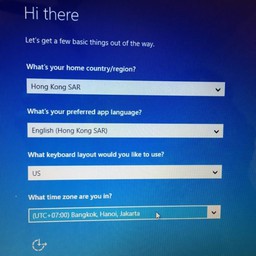 Hi there
Let's get a few basic things out of the way.
What's your home country/region?
Hong Kong SAR
What's your preferred app language?
English (Hong Kong SAR)
What keyboard layout would you like to use?
US
What time zone are you in?
(UTC+07:00) Bangkok, Hanoi, Jakarta